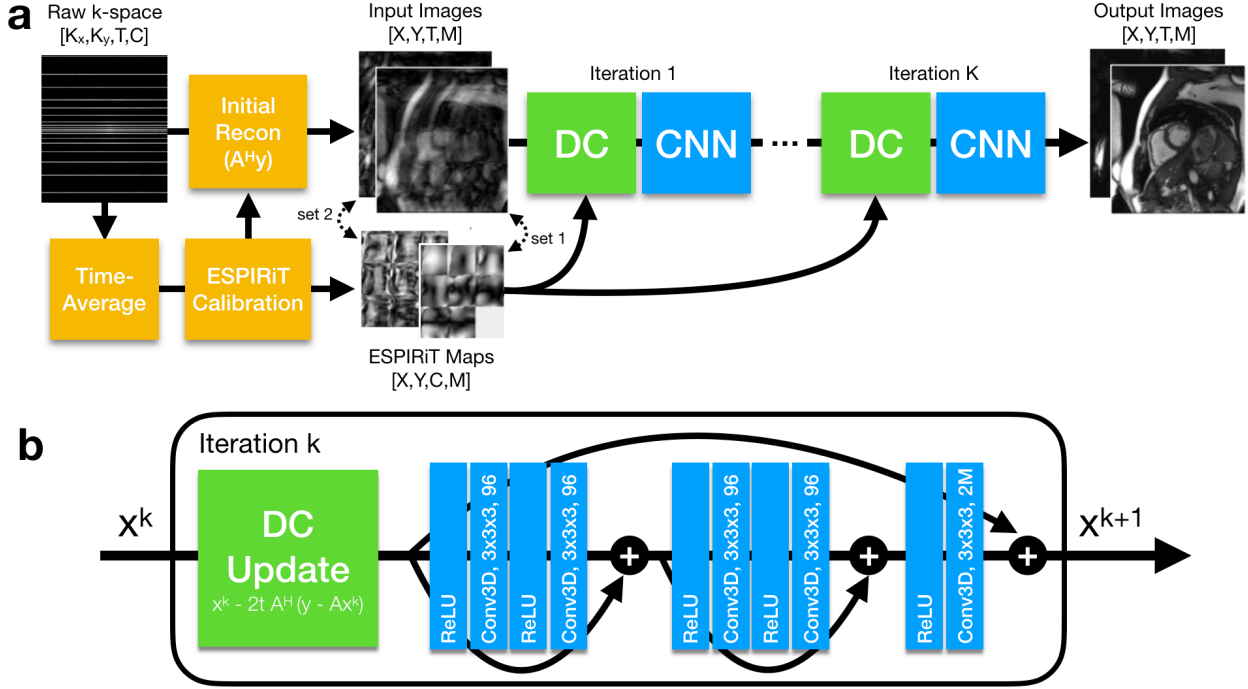 a
Raw k-space
[Kx,Ky,T,C]
Initial
Recon
(AᴴY)
Time-
Average
ESPIRiT
Calibration
Input Images
[X,Y,T,M]
set 2
set 1
ESPIRiT Maps
[X,Y,C,M]
Iteration 1
DC
CNN
...
Iteration K
DC
CNN
Output Images
[X,Y,T,M]
b
Iteration k
xᵏ
DC
Update
xᵏ - 2t Aᴴ (y - Axᵏ)
ReLU
Conv3D, 3x3x3, 96
ReLU
Conv3D, 3x3x3, 96
+
ReLU
Conv3D, 3x3x3, 96
ReLU
Conv3D, 3x3x3, 96
+
ReLU
Conv3D, 3x3x3, 2M
+
xᵏ⁺¹